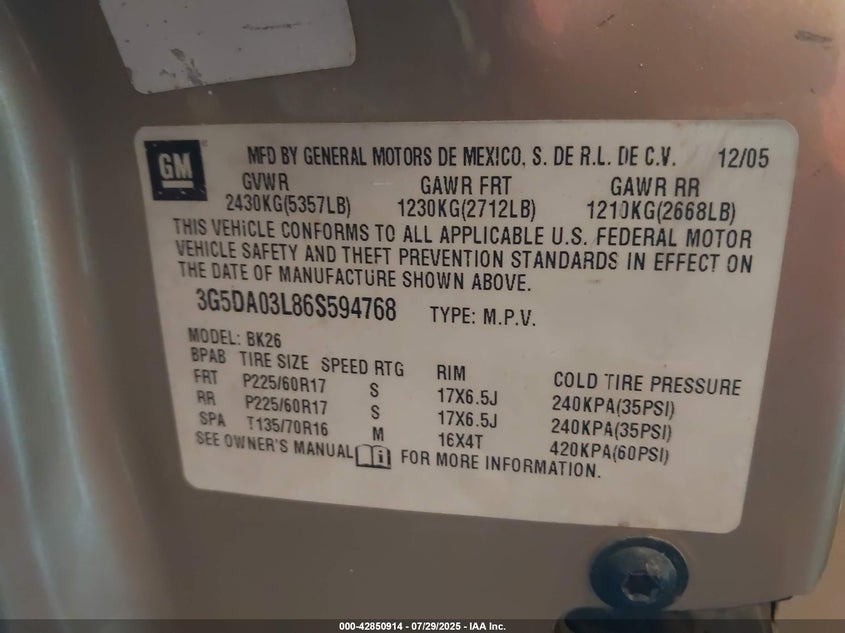 GM
MFD BY GENERAL MOTORS DE MEXICO, S. DE R.L. DE C.V. 12/05
GVWR GAWR FRT GAWR RR
2430KG(5357LB) 1230KG(2712LB) 1210KG(2668LB)
THIS VEHICLE CONFORMS TO ALL APPLICABLE U.S. FEDERAL MOTOR
VEHICLE SAFETY AND THEFT PREVENTION STANDARDS IN EFFECT ON
THE DATE OF MANUFACTURE SHOWN ABOVE.
3G5DA03L86S594768 TYPE: M.P.V.
MODEL: BK26
BPAB TIRE SIZE SPEED RTG RIM COLD TIRE PRESSURE
FRT P225/60R17 S 17X6.5J 240KPA(35PSI)
RR P225/60R17 S 17X6.5J 240KPA(35PSI)
SPA T135/70R16 M 16X4T 420KPA(60PSI)
SEE OWNER'S MANUAL i FOR MORE INFORMATION.
000-42850914 - 07/29/2025 - IAA Inc.